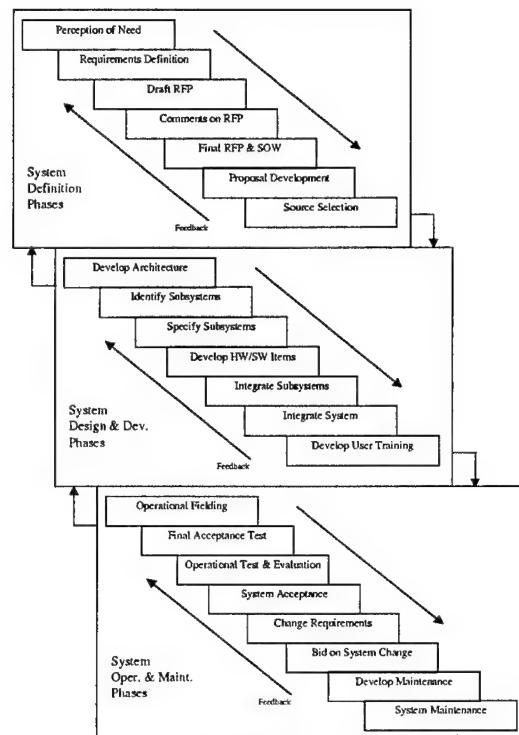 Perception of Need
Requirements Definition
Draft RFP
Comments on RFP
Final RFP & SOW
Proposal Development
Source Selection
System
Definition
Phases
Feedback
Develop Architecture
Identify Subsystems
Specify Subsystems
Develop HW/SW Items
Integrate Subsystems
Integrate System
Develop User Training
System
Design & Dev.
Phases
Feedback
Operational Fielding
Final Acceptance Test
Operational Test & Evaluation
System Acceptance
Change Requirements
Bid on System Change
Develop Maintenance
System Maintenance
System
Oper. & Maint.
Phases
Feedback